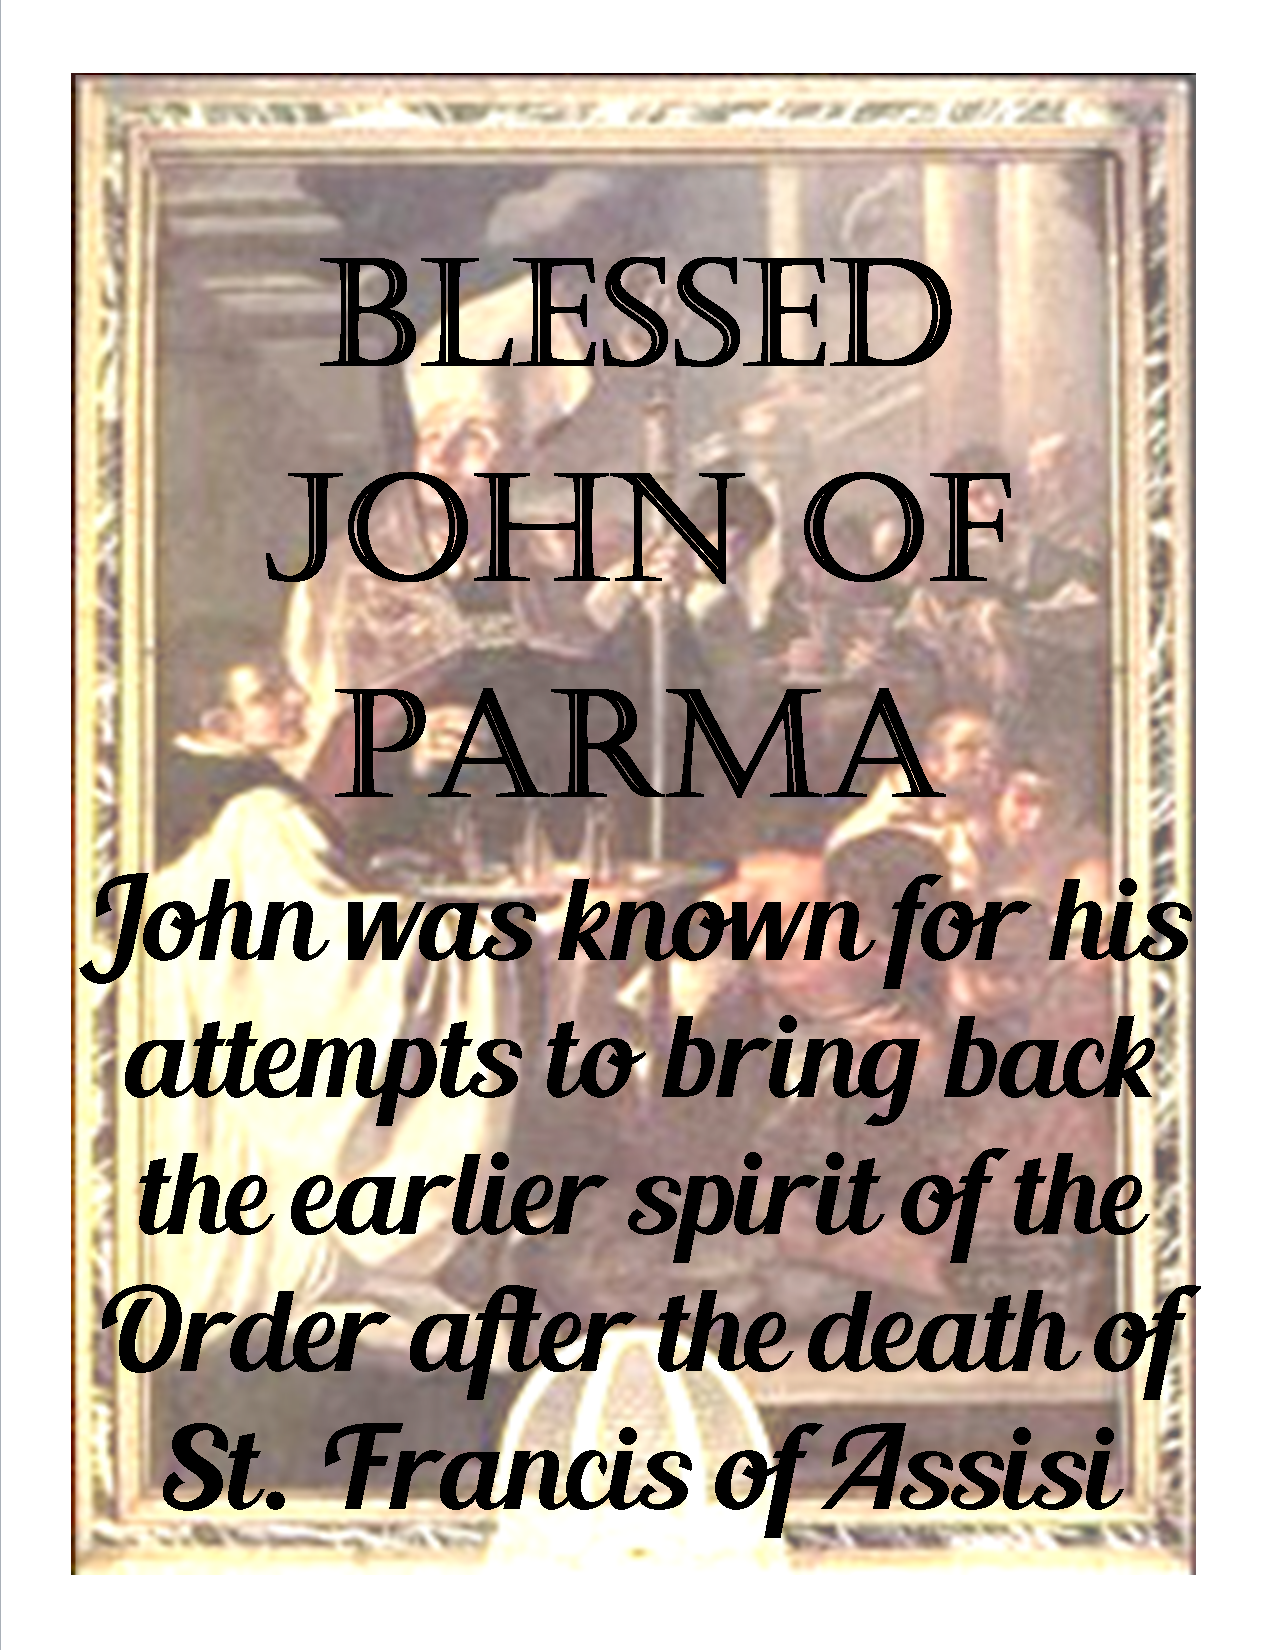 BLESSED
JOHN OF
PARMA
John was known for his
attempts to bring back
the earlier spirit of the
Order after the death of
St. Francis of Assisi